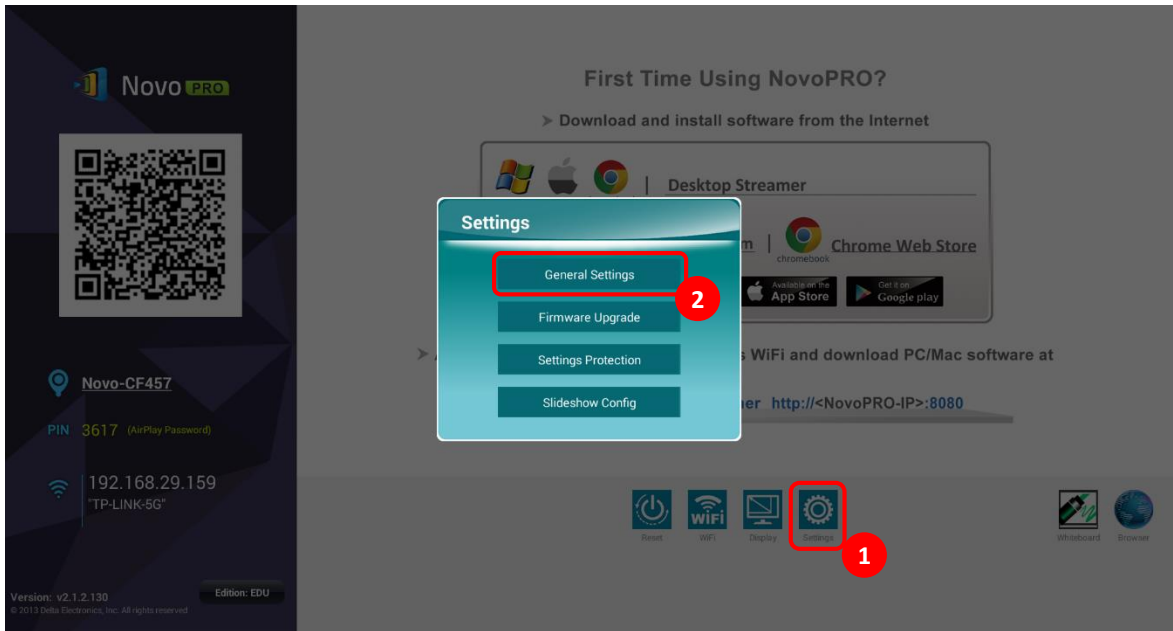 Novo PRO
Novo-CF457
PIN 3617 (AirPlay Password)
192.168.29.159
"TP-LINK-5G"
Version: v2.1.2.130
© 2013 Delta Electronics, Inc. All rights reserved
Edition: EDU
First Time Using NovoPRO?
➤ Download and install software from the Internet
| Desktop Streamer
m | Chrome Web Store
chromebook
Available on the App Store
Get it on Google play
WiFi and download PC/Mac software at
er http://<NovoPRO-IP>:8080
Settings
General Settings
2
Firmware Upgrade
Settings Protection
Slideshow Config
WiFi
Reset
WiFi
Display
Settings
1
Whiteboard
Browser